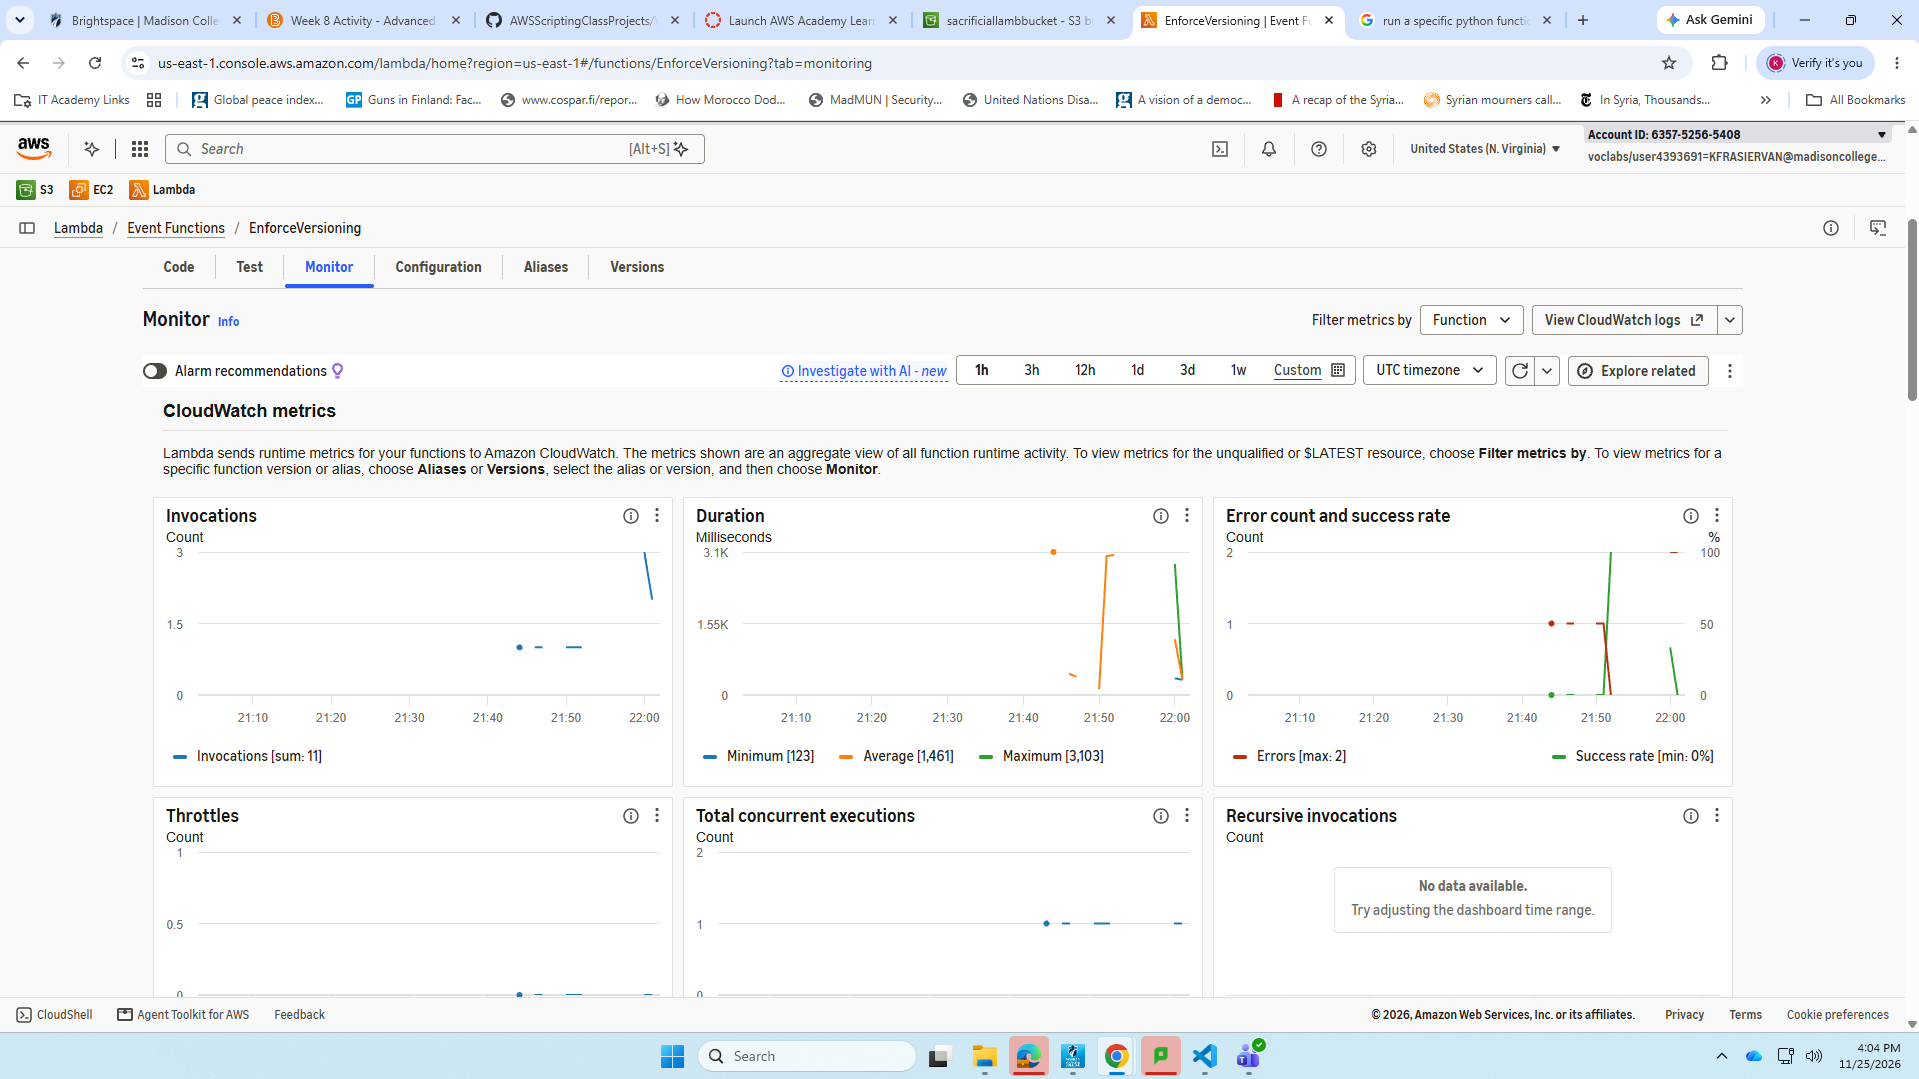 Brightspace | Madison Colle
Week 8 Activity - Advanced
AWSScriptingClassProjects/
Launch AWS Academy Lear
sacrificiallambbucket - S3 b
EnforceVersioning | Event F
run a specific python functi
Ask Gemini
us-east-1.console.aws.amazon.com/lambda/home?region=us-east-1#/functions/EnforceVersioning?tab=monitoring
Verify it's you
IT Academy Links
Global peace index...
Guns in Finland: Fac...
www.cospar.fi/repor...
How Morocco Dod...
MadMUN | Security...
United Nations Disa...
A vision of a democ...
A recap of the Syria...
Syrian mourners call...
In Syria, Thousands...
All Bookmarks
aws
Search
[Alt+S]
United States (N. Virginia)
Account ID: 6357-5256-5408
voclabs/user4393691=KFRASIERVAN@madisoncollege...
S3
EC2
Lambda
Lambda / Event Functions / EnforceVersioning
Code
Test
Monitor
Configuration
Aliases
Versions
Monitor Info
Filter metrics by
Function
View CloudWatch logs
Alarm recommendations
Investigate with AI - new
1h 3h 12h 1d 3d 1w Custom
UTC timezone
Explore related
CloudWatch metrics
Lambda sends runtime metrics for your functions to Amazon CloudWatch. The metrics shown are an aggregate view of all function runtime activity. To view metrics for the unqualified or $LATEST resource, choose Filter metrics by. To view metrics for a
specific function version or alias, choose Aliases or Versions, select the alias or version, and then choose Monitor.
Invocations
Count
3
1.5
0
21:10 21:20 21:30 21:40 21:50 22:00
Invocations [sum: 11]
Duration
Milliseconds
3.1K
1.55K
0
21:10 21:20 21:30 21:40 21:50 22:00
Minimum [123] Average [1,461] Maximum [3,103]
Error count and success rate
Count %
2 100
1 50
0 0
21:10 21:20 21:30 21:40 21:50 22:00
Errors [max: 2] Success rate [min: 0%]
Throttles
Count
1
0.5
0
Total concurrent executions
Count
2
1
0
Recursive invocations
Count
No data available.
Try adjusting the dashboard time range.
CloudShell
Agent Toolkit for AWS
Feedback
© 2026, Amazon Web Services, Inc. or its affiliates.
Privacy
Terms
Cookie preferences
Search
4:04 PM
11/25/2026